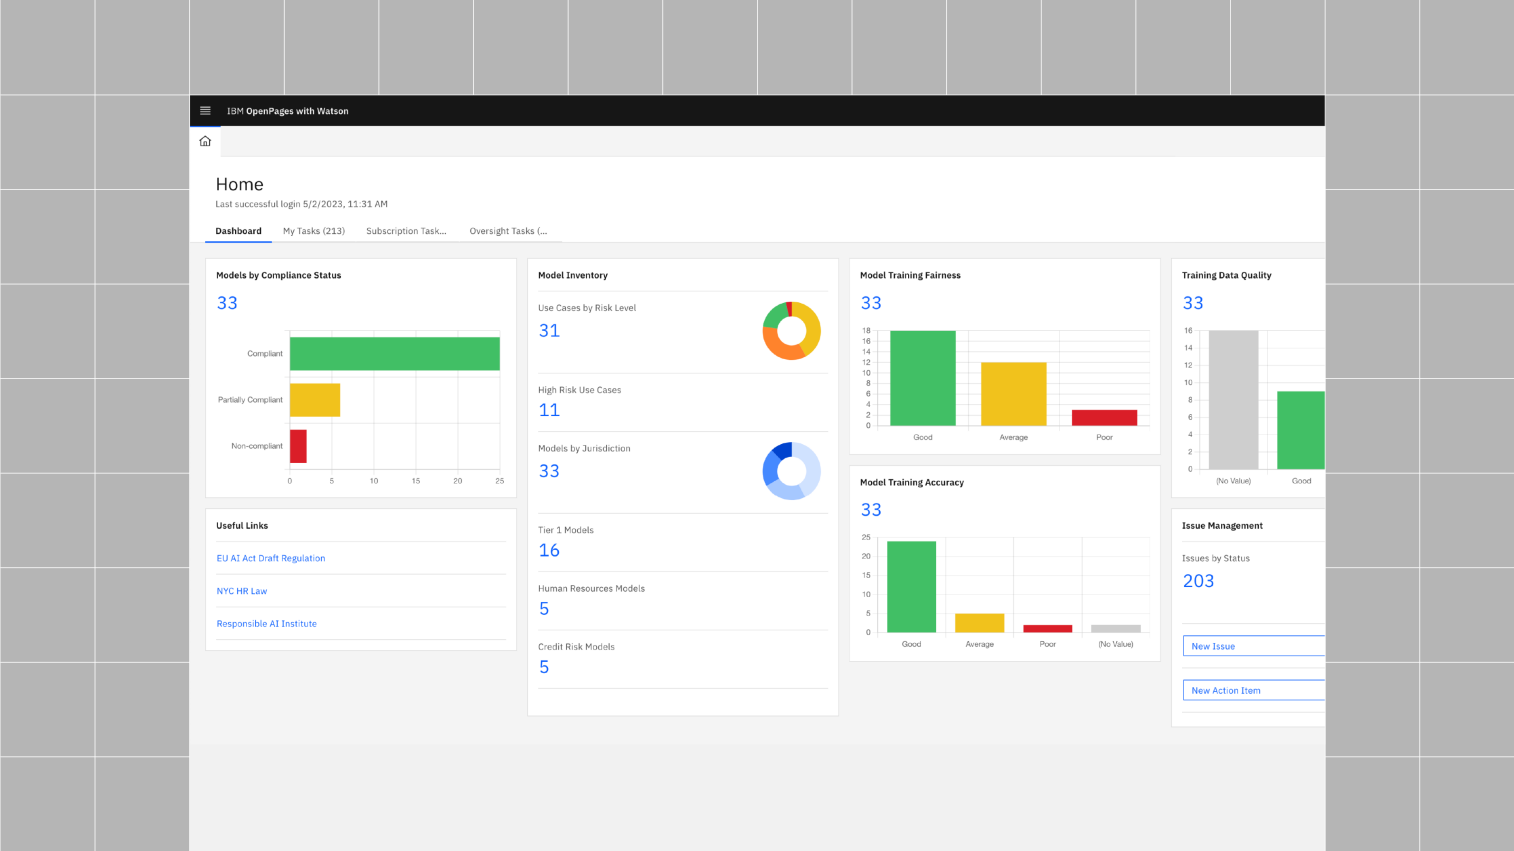 IBM OpenPages with Watson
Home
Last successful login 5/2/2023, 11:31 AM
Dashboard
My Tasks (213)
Subscription Task...
Oversight Tasks (...
Models by Compliance Status
33
Compliant
Partially Compliant
Non-compliant
0 5 10 15 20 25
Useful Links
EU AI Act Draft Regulation
NYC HR Law
Responsible AI Institute
Model Inventory
Use Cases by Risk Level
31
High Risk Use Cases
11
Models by Jurisdiction
33
Tier 1 Models
16
Human Resources Models
5
Credit Risk Models
5
Model Training Fairness
33
18
16
14
12
10
8
6
4
2
0
Good Average Poor
Model Training Accuracy
33
25
20
15
10
5
0
Good Average Poor (No Value)
Training Data Quality
33
16
14
12
10
8
6
4
2
0
(No Value) Good
Issue Management
Issues by Status
203
New Issue
New Action Item